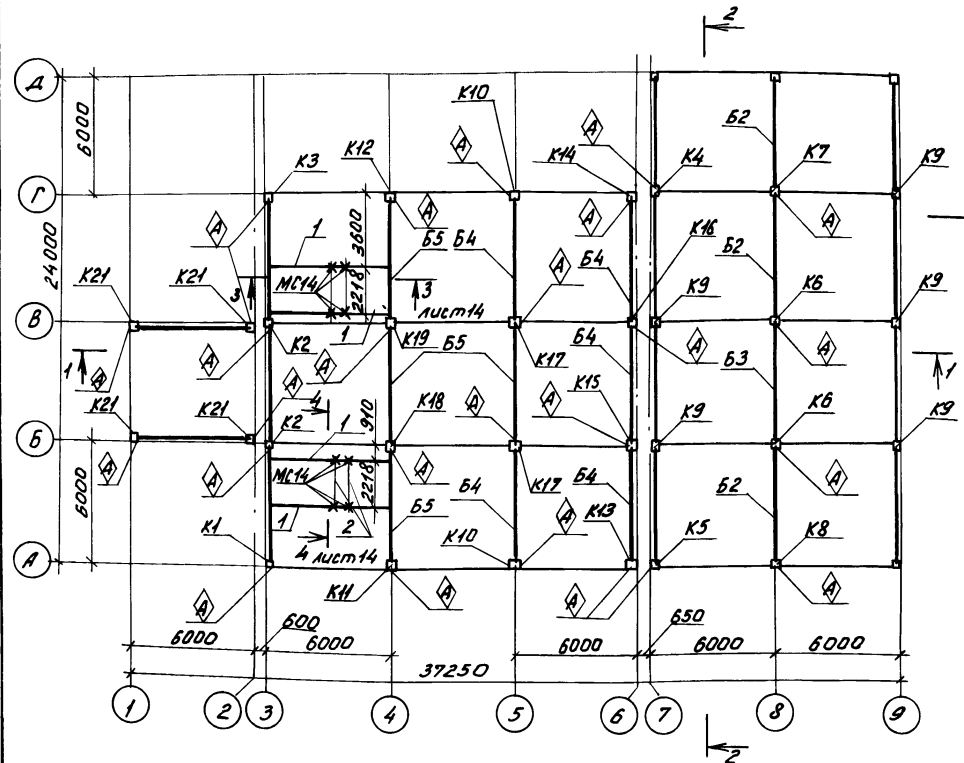 2
Д
К10
6000
А
А
Б2
К3
К12
К14
К4
К7
К9
Г
А
А
А
А
1
3600
Б5
Б4
К16
24000
К21
К21
МС14
2218
А
Б4
Б2
К6
К9
3
3
лист14
К9
В
1
К2
К19
Б5
К17
Б4
А
Б3
А
1
А
А
А
А
1
К21
К21
4
К18
А
А
К15
К9
К6
К9
910
Б
К2
1
А
А
А
А
МС14
2218
К17
Б4
Б4
Б2
6000
1
2
Б5
А
К13
К1
4
лист14
К10
К5
К8
А
К11
А
А
А
А
6000
600
6000
6000
650
6000
6000
37250
1
2
3
4
5
6
7
8
9
2